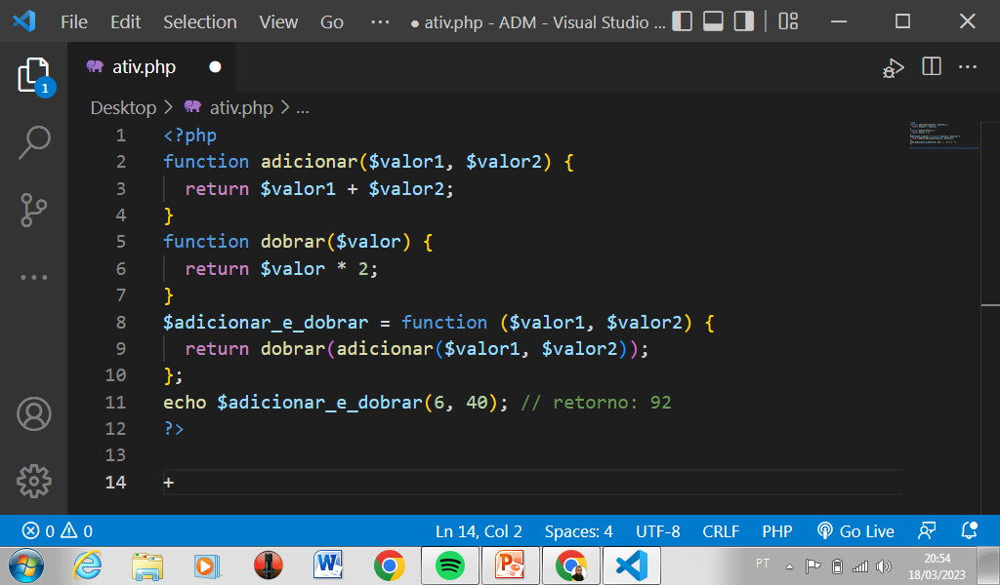 File Edit Selection View Go ··· ● ativ.php - ADM - Visual Studio ...
1
ativ.php ●
Desktop > ativ.php > ...
1 <?php
2 function adicionar($valor1, $valor2) {
3 return $valor1 + $valor2;
4 }
5 function dobrar($valor) {
6 return $valor * 2;
7 }
8 $adicionar_e_dobrar = function ($valor1, $valor2) {
9 return dobrar(adicionar($valor1, $valor2));
10 };
11 echo $adicionar_e_dobrar(6, 40); // retorno: 92
12 ?>
13
14 +
0 0 Ln 14, Col 2 Spaces: 4 UTF-8 CRLF PHP Go Live
PT 20:54
18/03/2023